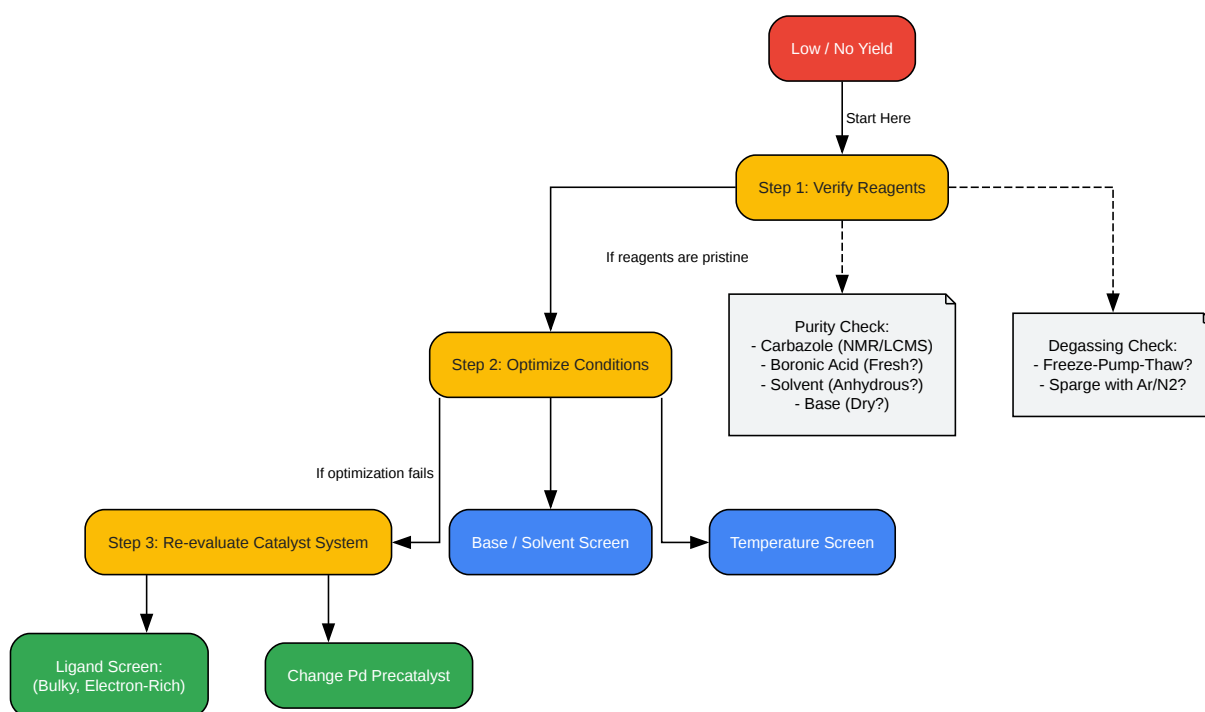 Low / No Yield
Start Here
Step 1: Verify Reagents
If reagents are pristine
Purity Check:
- Carbazole (NMR/LCMS)
- Boronic Acid (Fresh?)
- Solvent (Anhydrous?)
- Base (Dry?)
Degassing Check:
- Freeze-Pump-Thaw?
- Sparge with Ar/N2?
Step 2: Optimize Conditions
If optimization fails
Step 3: Re-evaluate Catalyst System
Base / Solvent Screen
Temperature Screen
Ligand Screen:
(Bulky, Electron-Rich)
Change Pd Precatalyst